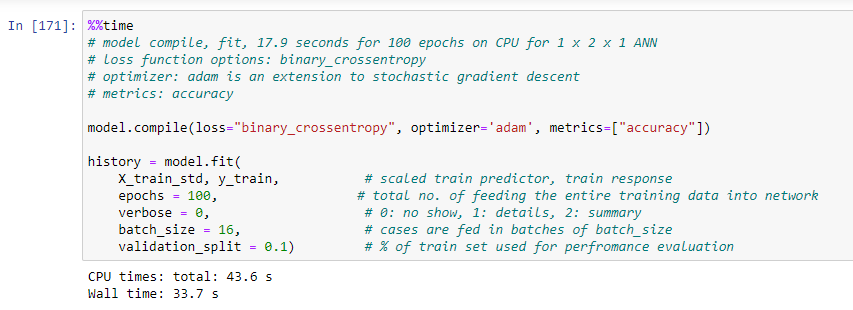 In [171]: %%time
# model compile, fit, 17.9 seconds for 100 epochs on CPU for 1 x 2 x 1 ANN
# loss function options: binary_crossentropy
# optimizer: adam is an extension to stochastic gradient descent
# metrics: accuracy
model.compile(loss="binary_crossentropy", optimizer='adam', metrics=["accuracy"])
history = model.fit(
X_train_std, y_train, # scaled train predictor, train response
epochs = 100, # total no. of feeding the entire training data into network
verbose = 0, # 0: no show, 1: details, 2: summary
batch_size = 16, # cases are fed in batches of batch_size
validation_split = 0.1) # % of train set used for perfromance evaluation
CPU times: total: 43.6 s
Wall time: 33.7 s